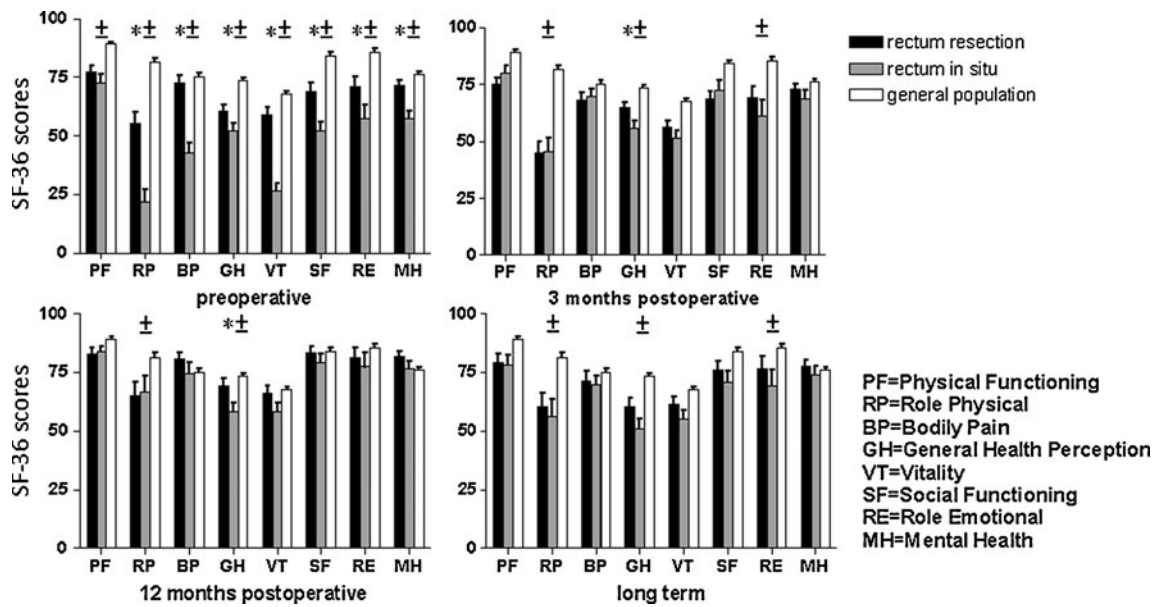 SF-36 scores
100
75
50
25
0
± *± *± *± *± *± *± *±
PF RP BP GH VT SF RE MH
preoperative
100
75
50
25
0
± *± ±
PF RP BP GH VT SF RE MH
3 months postoperative
rectum resection
rectum in situ
general population
SF-36 scores
100
75
50
25
0
± *±
PF RP BP GH VT SF RE MH
12 months postoperative
100
75
50
25
0
± ± ±
PF RP BP GH VT SF RE MH
long term
PF=Physical Functioning
RP=Role Physical
BP=Bodily Pain
GH=General Health Perception
VT=Vitality
SF=Social Functioning
RE=Role Emotional
MH=Mental Health